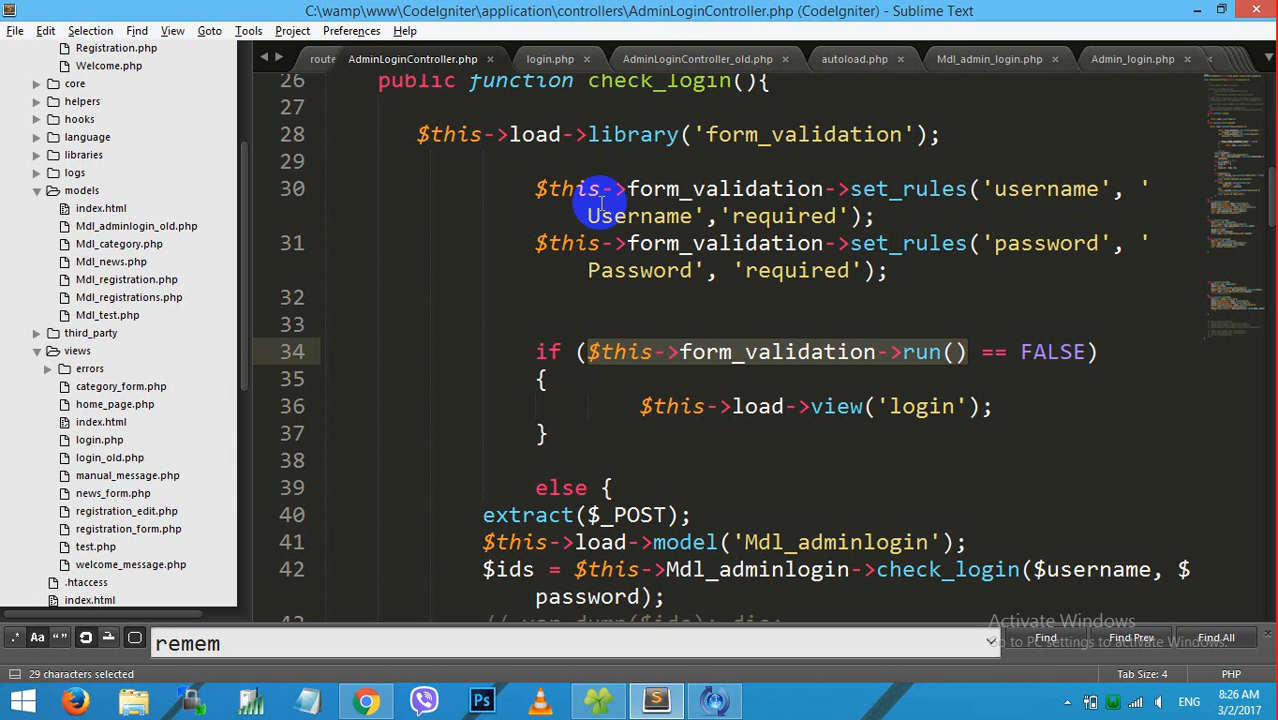 C:\wamp\www\CodeIgniter\application\controllers\AdminLoginController.php (CodeIgniter) - Sublime Text
File Edit Selection Find View Goto Tools Project Preferences Help
Registration.php
Welcome.php
core
helpers
hooks
language
libraries
logs
models
index.html
Mdl_adminlogin_old.php
Mdl_category.php
Mdl_news.php
Mdl_registration.php
Mdl_registrations.php
Mdl_test.php
third_party
views
errors
category_form.php
home_page.php
index.html
login.php
login_old.php
manual_message.php
news_form.php
registration_edit.php
registration_form.php
test.php
welcome_message.php
.htaccess
index.html
route AdminLoginController.php × login.php × AdminLoginController_old.php × autoload.php × Mdl_admin_login.php × Admin_login.php ×
26 public function check_login(){
27
28 $this->load->library('form_validation');
29
30 $this->form_validation->set_rules('username', '
Username','required');
31 $this->form_validation->set_rules('password', '
Password', 'required');
32
33
34 if ($this->form_validation->run() == FALSE)
35 {
36 $this->load->view('login');
37 }
38
39 else {
40 extract($_POST);
41 $this->load->model('Mdl_adminlogin');
42 $ids = $this->Mdl_adminlogin->check_login($username, $
password);
// var_dump($ids); die;
Activate Windows
Go to PC settings to activate Windows.
.* Aa “ ” remem Find Find Prev Find All
29 characters selected Tab Size: 4 PHP
Ps S ENG 8:26 AM
3/2/2017